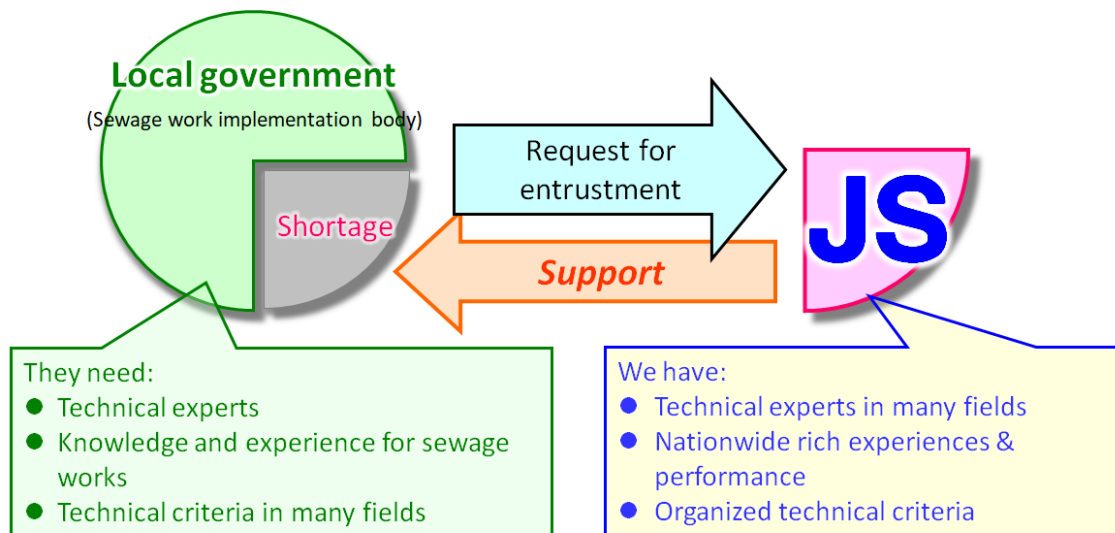 Local government
(Sewage work implementation body)
Shortage
Request for
entrustment
Support
JS
They need:
● Technical experts
● Knowledge and experience for sewage
works
● Technical criteria in many fields
We have:
● Technical experts in many fields
● Nationwide rich experiences &
performance
● Organized technical criteria